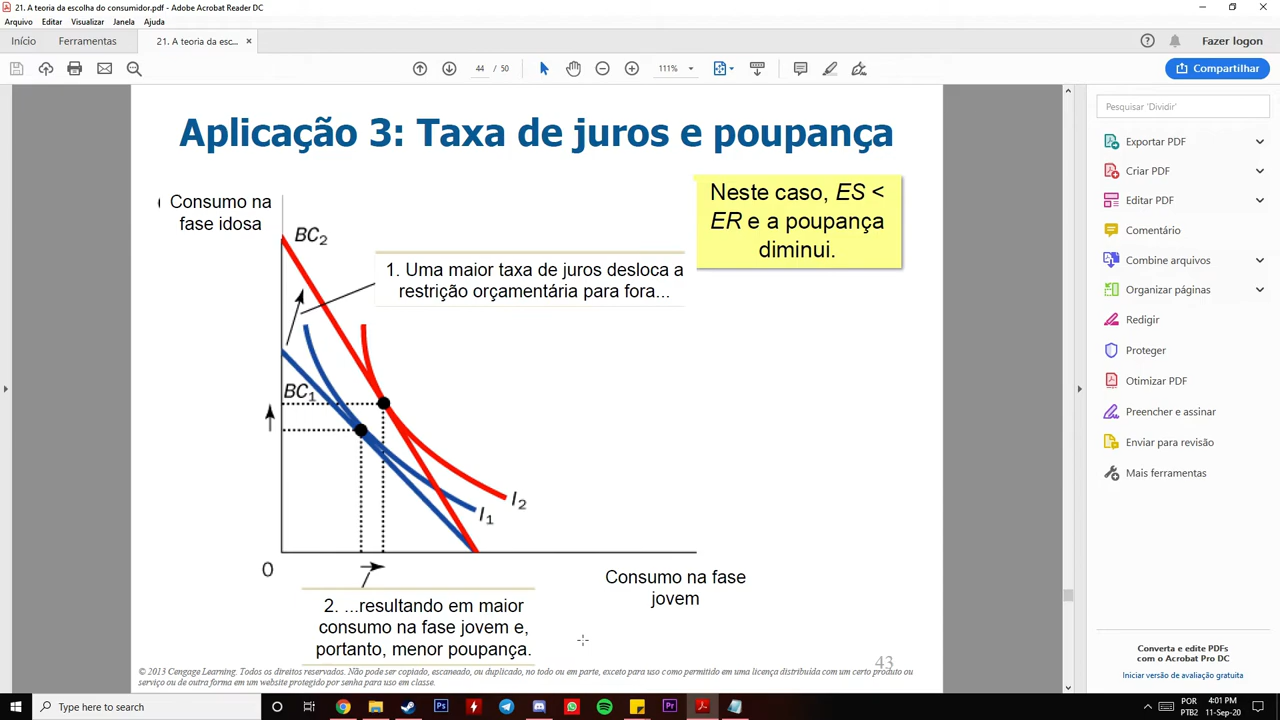 21. A teoria da escolha do consumidor.pdf - Adobe Acrobat Reader DC
Arquivo Editar Visualizar Janela Ajuda
Início Ferramentas 21. A teoria da esc... × Fazer logon
44 / 50 111% Compartilhar
Aplicação 3: Taxa de juros e poupança
Consumo na
fase idosa
BC2
Neste caso, ES <
ER e a poupança
diminui.
1. Uma maior taxa de juros desloca a
restrição orçamentária para fora...
BC1
I2
I1
0
Consumo na fase
jovem
2. ...resultando em maior
consumo na fase jovem e,
portanto, menor poupança.
43
© 2013 Cengage Learning. Todos os direitos reservados. Não pode ser copiado, escaneado, ou duplicado, no todo ou em parte, exceto para uso como permitido em uma licença distribuída com um certo produto ou
serviço ou de outra forma em um website protegido por senha para uso em classe.
Pesquisar 'Dividir'
Exportar PDF
Criar PDF
Editar PDF
Comentário
Combine arquivos
Organizar páginas
Redigir
Proteger
Otimizar PDF
Preencher e assinar
Enviar para revisão
Mais ferramentas
Converta e edite PDFs
com o Acrobat Pro DC
Iniciar versão de avaliação gratuita
Type here to search
POR 4:01 PM
PTB2 11-Sep-20